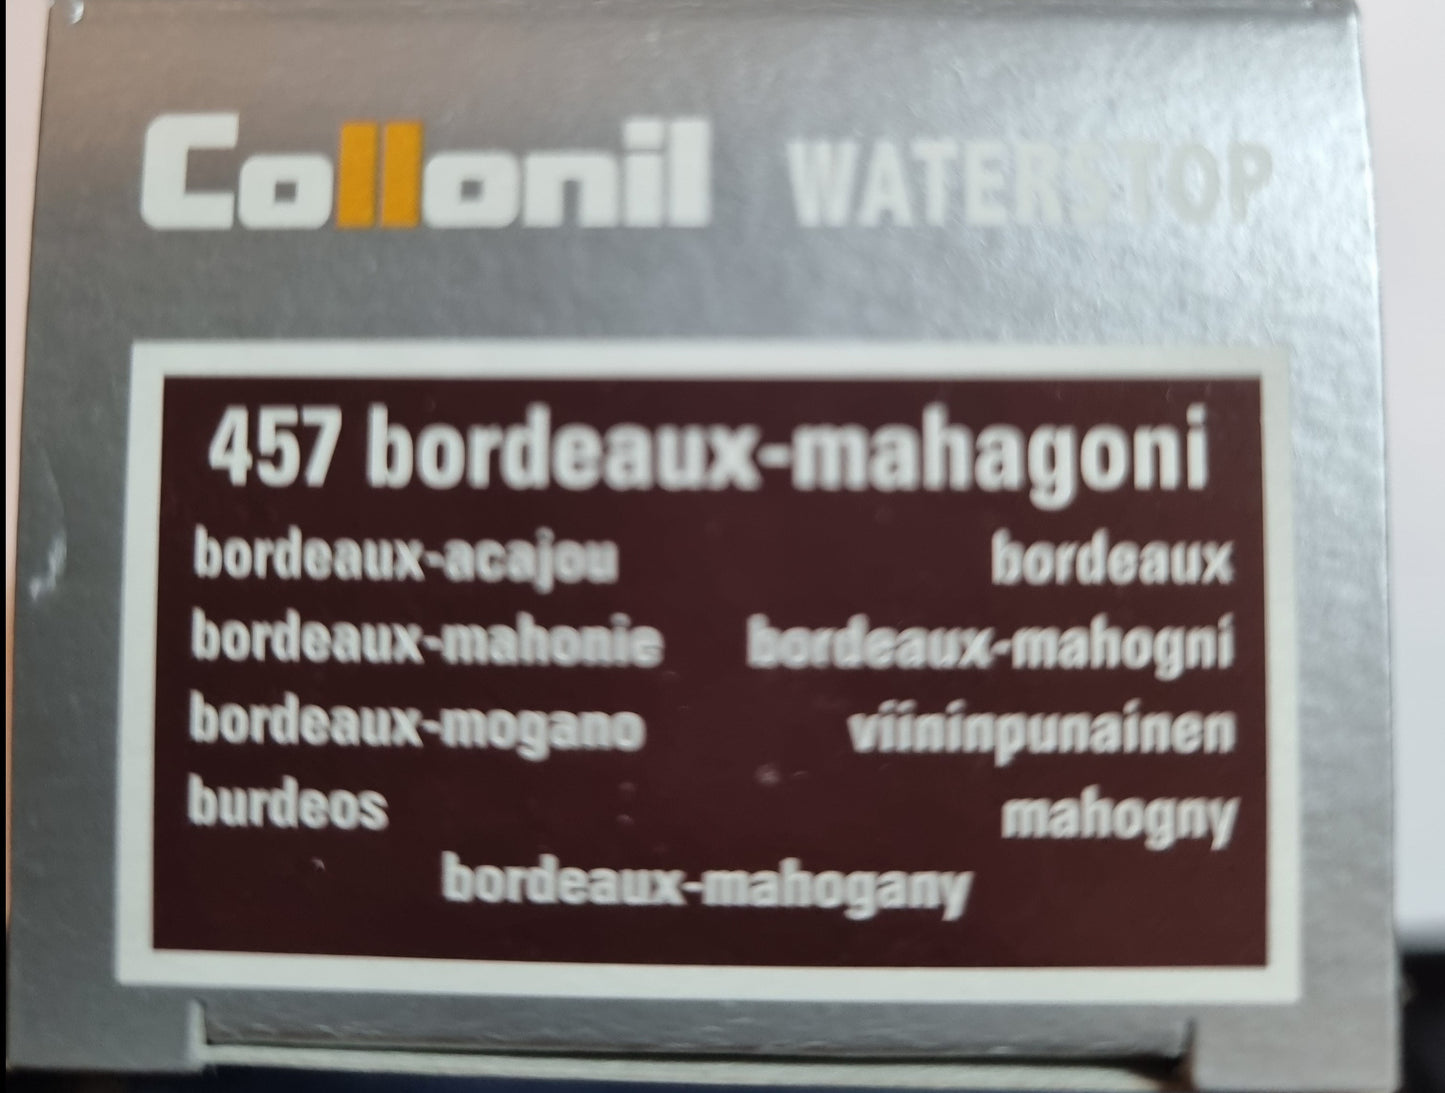 Collonil WATERSTOP
457 bordeaux-mahagoni
bordeaux-acajou bordeaux
bordeaux-mahonie bordeaux-mahogni
bordeaux-mogano viininpunainen
burdeos mahogny
bordeaux-mahogany